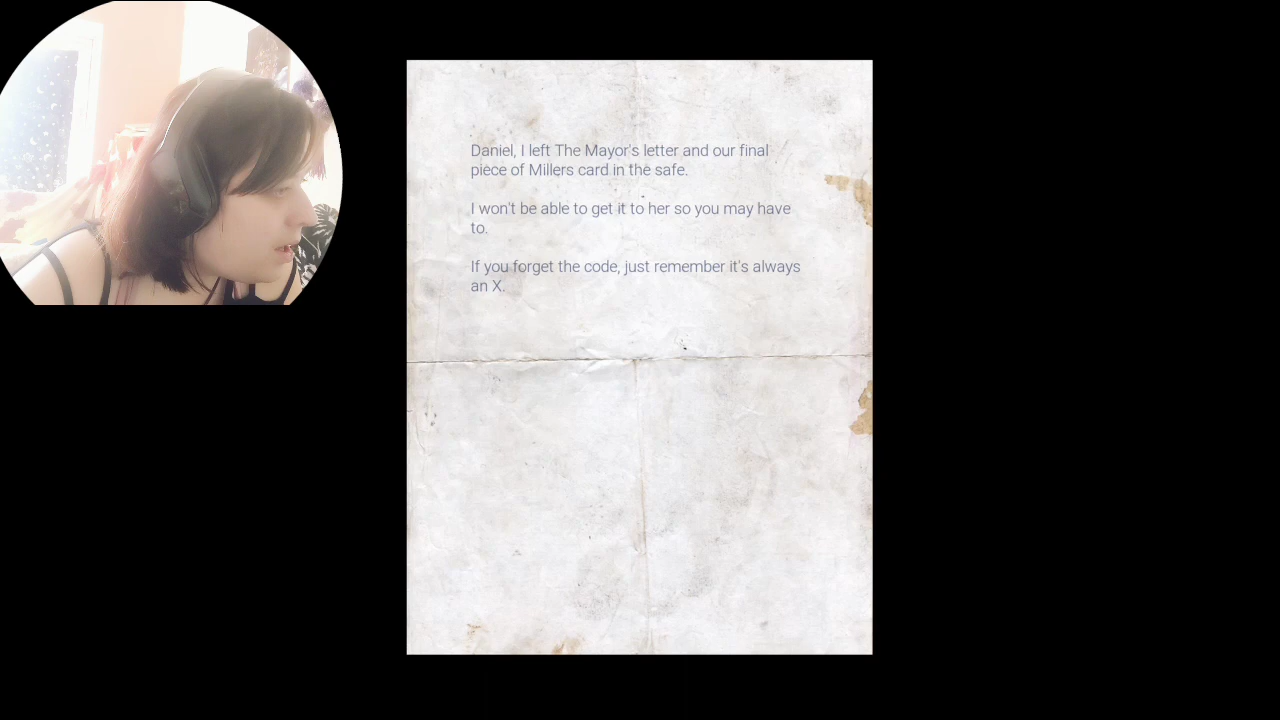 Daniel, I left The Mayor's letter and our final
piece of Millers card in the safe.
I won't be able to get it to her so you may have
to.
If you forget the code, just remember it's always
an X.